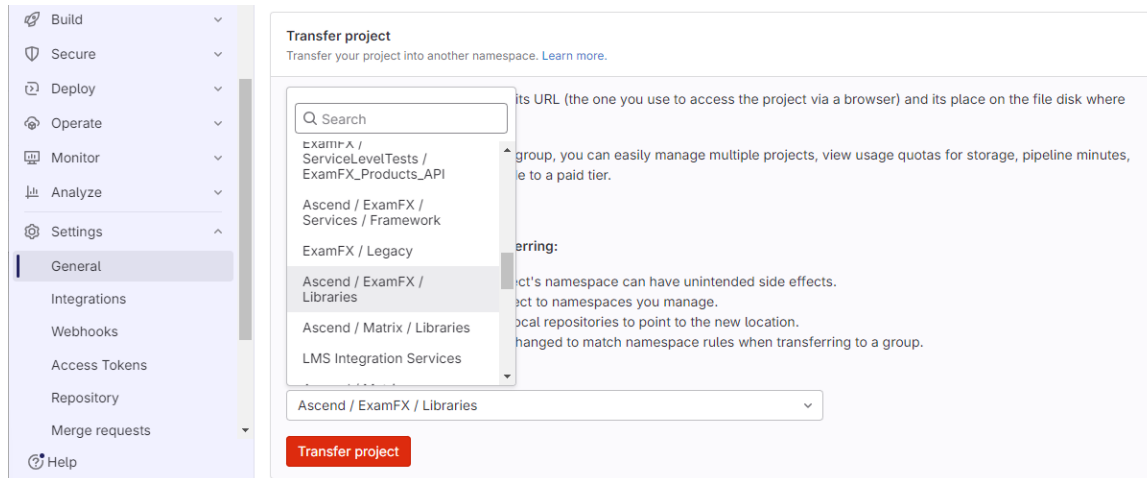 Build
Secure
Deploy
Operate
Monitor
Analyze
Settings
General
Integrations
Webhooks
Access Tokens
Repository
Merge requests
Help
Transfer project
Transfer your project into another namespace. Learn more.
its URL (the one you use to access the project via a browser) and its place on the file disk where
group, you can easily manage multiple projects, view usage quotas for storage, pipeline minutes,
le to a paid tier.
erring:
ect's namespace can have unintended side effects.
ect to namespaces you manage.
ocal repositories to point to the new location.
hanged to match namespace rules when transferring to a group.
Search
ExamFX /
ServiceLevelTests /
ExamFX_Products_API
Ascend / ExamFX /
Services / Framework
ExamFX / Legacy
Ascend / ExamFX /
Libraries
Ascend / Matrix / Libraries
LMS Integration Services
Ascend / ExamFX / Libraries
Transfer project